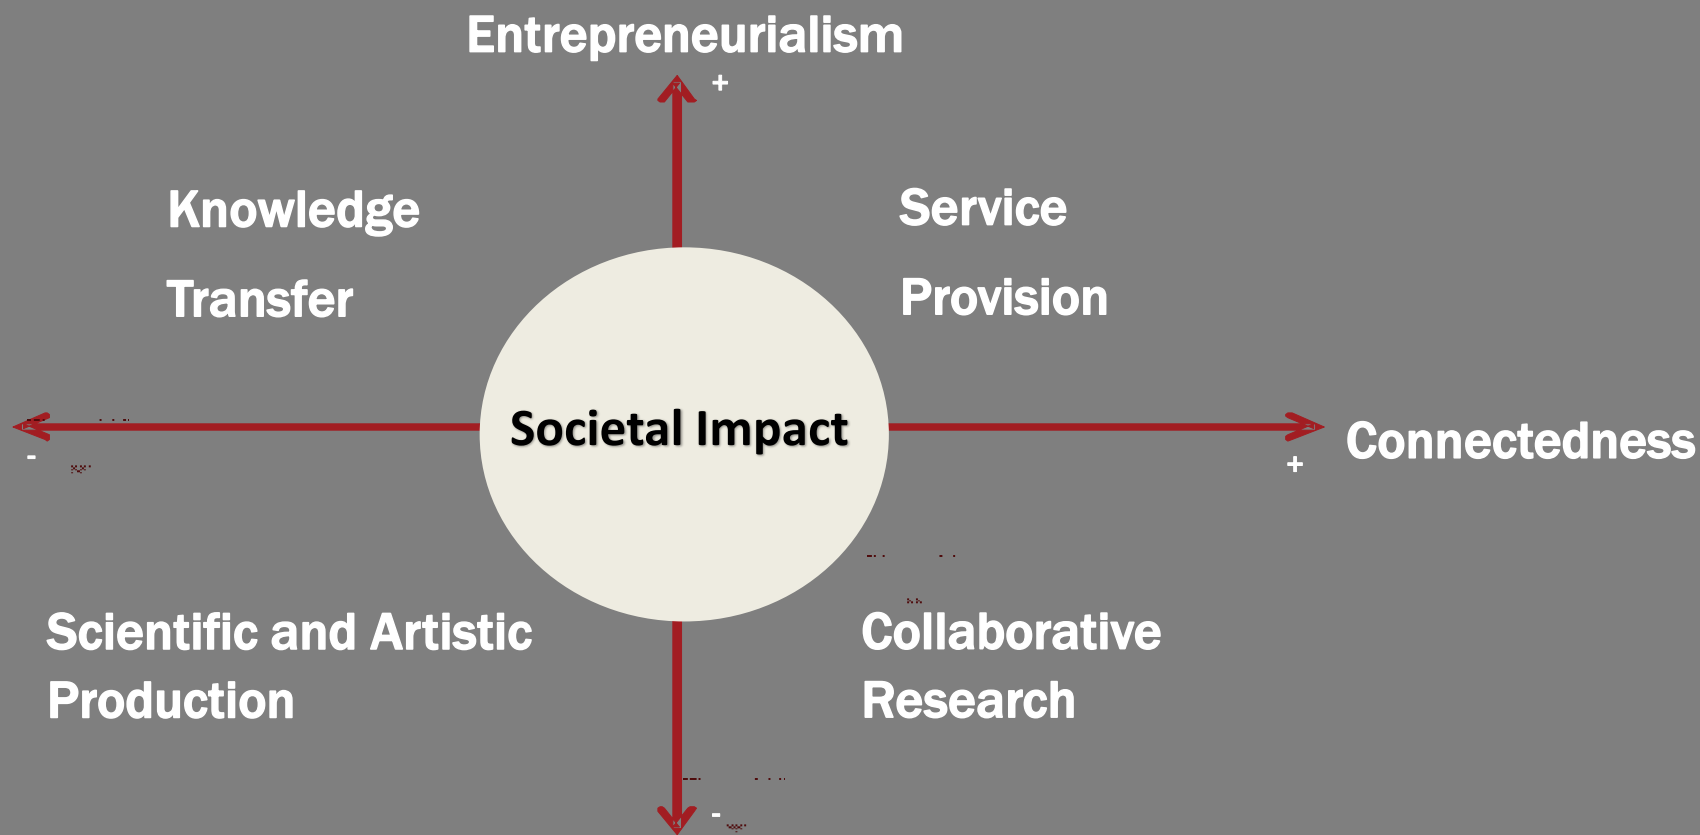 Entrepreneurialism
+
Knowledge
Transfer
Service
Provision
Societal Impact
Connectedness
-
+
Scientific and Artistic
Production
Collaborative
Research
-